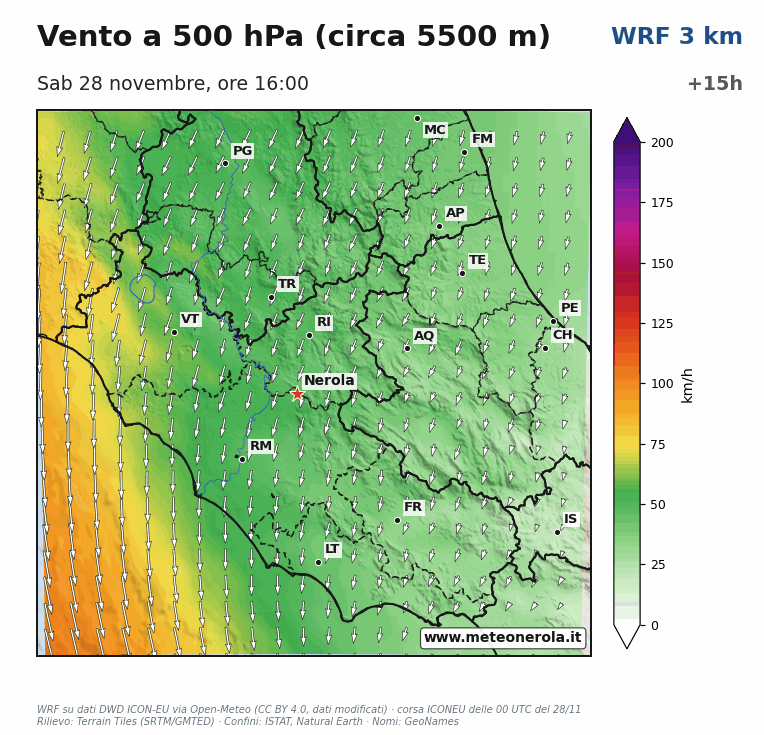 Vento a 500 hPa (circa 5500 m)
WRF 3 km
Sab 28 novembre, ore 16:00
+15h
MC
FM
PG
AP
TE
TR
PE
VT
RI
AQ
CH
Nerola
RM
FR
IS
LT
www.meteonerola.it
200
175
150
125
100
75
50
25
0
km/h
WRF su dati DWD ICON-EU via Open-Meteo (CC BY 4.0, dati modificati) · corsa ICONEU delle 00 UTC del 28/11
Rilievo: Terrain Tiles (SRTM/GMTED) · Confini: ISTAT, Natural Earth · Nomi: GeoNames